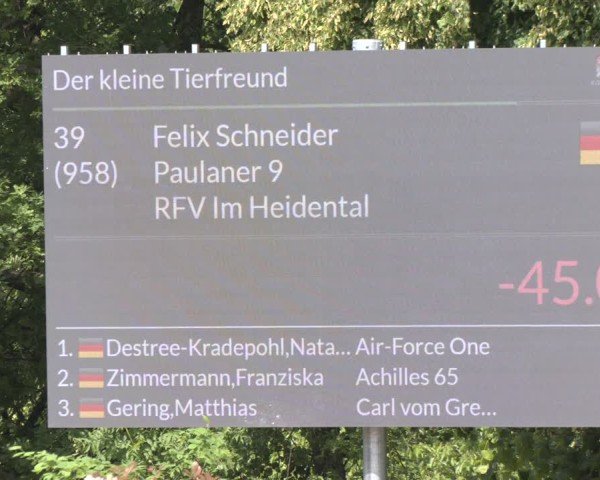 Der kleine Tierfreund
39 Felix Schneider
(958) Paulaner 9
RFV Im Heidental
-45.
1. Destree-Kradepohl,Nata... Air-Force One
2. Zimmermann,Franziska Achilles 65
3. Gering,Matthias Carl vom Gre...